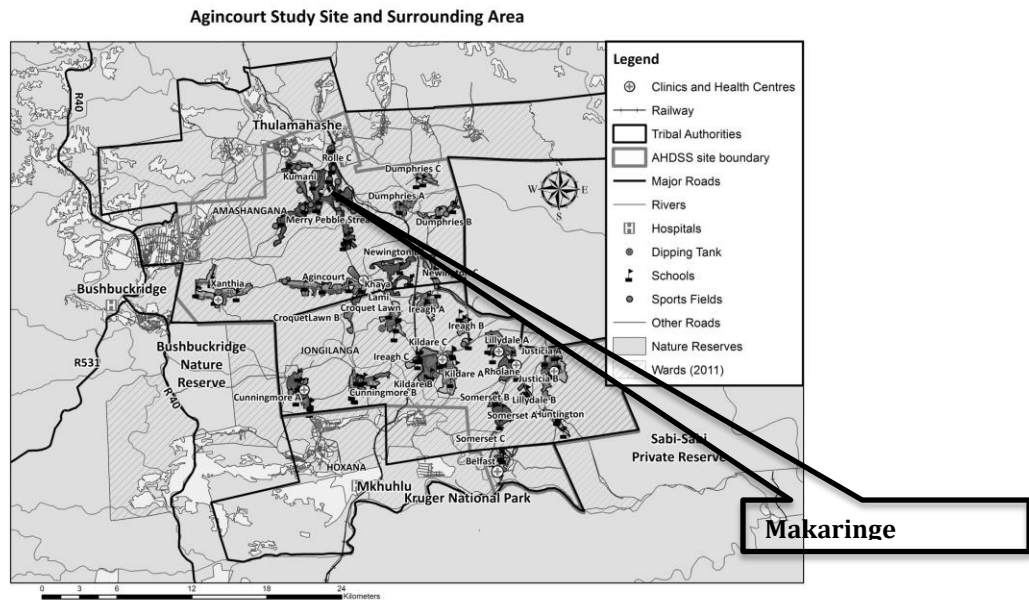 Agincourt Study Site and Surrounding Area
R40
Thulamahashe
Rolle C
Kumani
Dumphries C
Dumphries A
Dumphries B
AMASHANGANA
Merry Pebble Stream
N
W
E
S
Newington B
Newington C
Xanthia
Agincourt
Khaya
Lami
Bushbuckridge
Croquet Lawn
CroquetLawn B
Ireagh A
Ireagh B
Bushbuckridge
Nature
Reserve
R531
JONGILANGA
Kildare C
Lillydale A
Ireagh C
Justicia A
Rholane
Kildare A
Kildare B
Justicia B
Cunningmore A
Cunningmore B
Somerset B
Lillydale B
R 40
Somerset A
Huntington
Somerset C
Sabi-Sabi
Private Reserve
Belfast
HOXANA
Mkhuhlu
Kruger National Park
Legend
Clinics and Health Centres
Railway
Tribal Authorities
AHDSS site boundary
Major Roads
Rivers
H Hospitals
Dipping Tank
Schools
Sports Fields
Other Roads
Nature Reserves
Wards (2011)
Makaringe
0 3 6 12 18 24
Kilometers